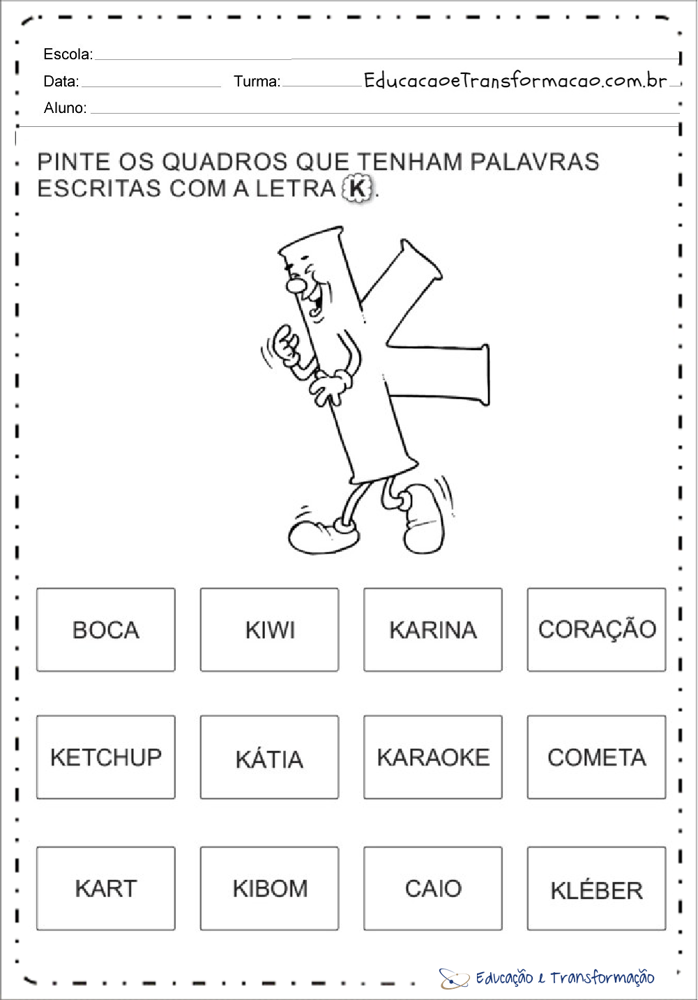 Escola:
Data: Turma: EducacaoeTransformacao.com.br
Aluno:
PINTE OS QUADROS QUE TENHAM PALAVRAS
ESCRITAS COM A LETRA K.
BOCA KIWI KARINA CORAÇÃO
KETCHUP KÁTIA KARAOKE COMETA
KART KIBOM CAIO KLÉBER
Educação e Transformação